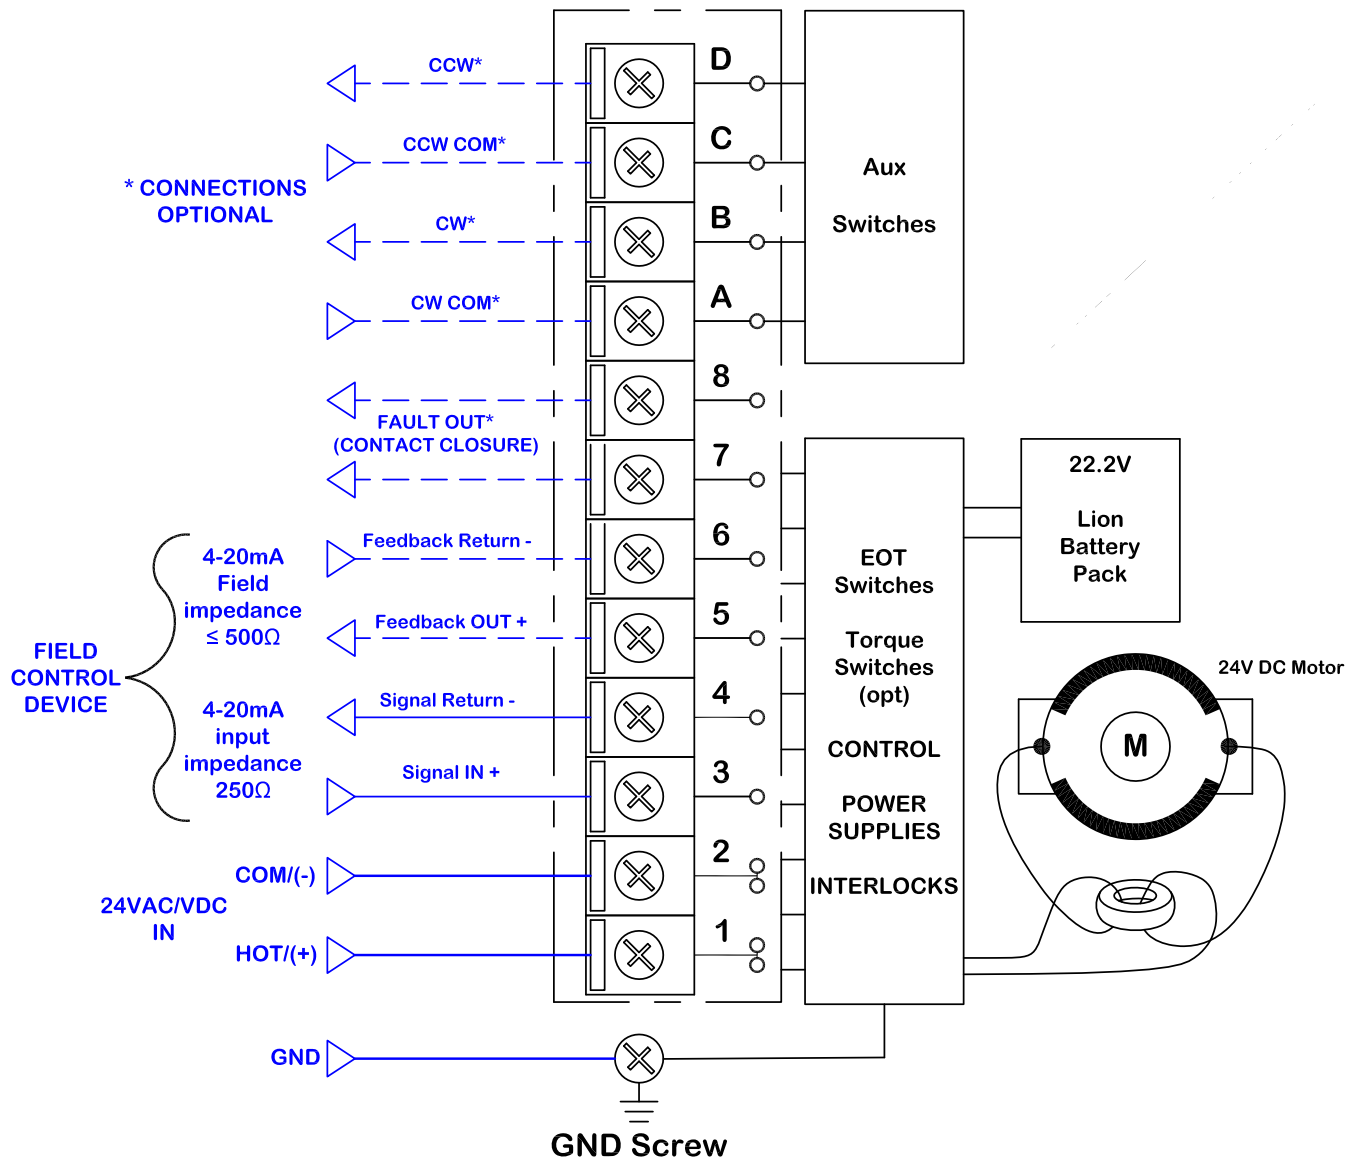 CCW*
D
CCW COM*
C
* CONNECTIONS
OPTIONAL
CW*
B
CW COM*
A
Aux
Switches
8
FAULT OUT*
(CONTACT CLOSURE)
7
Feedback Return -
6
Feedback OUT +
5
4-20mA
Field
impedance
≤ 500Ω
FIELD
CONTROL
DEVICE
4-20mA
input
impedance
250Ω
Signal Return -
4
Signal IN +
3
COM/(-)
2
24VAC/VDC
IN
HOT/(+)
1
EOT
Switches
Torque
Switches
(opt)
CONTROL
POWER
SUPPLIES
INTERLOCKS
22.2V
Lion
Battery
Pack
24V DC Motor
M
GND
GND Screw